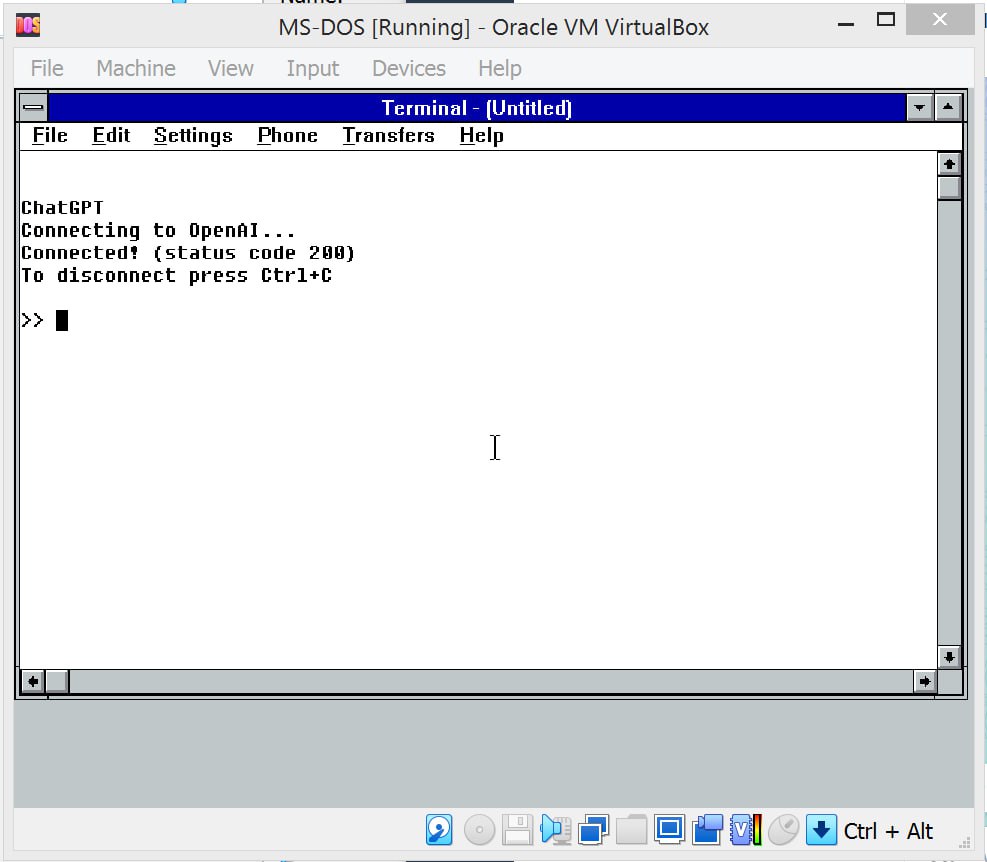 MS-DOS [Running] - Oracle VM VirtualBox
File Machine View Input Devices Help
Terminal - (Untitled)
File Edit Settings Phone Transfers Help
ChatGPT
Connecting to OpenAI...
Connected! (status code 200)
To disconnect press Ctrl+C
>>
Ctrl + Alt